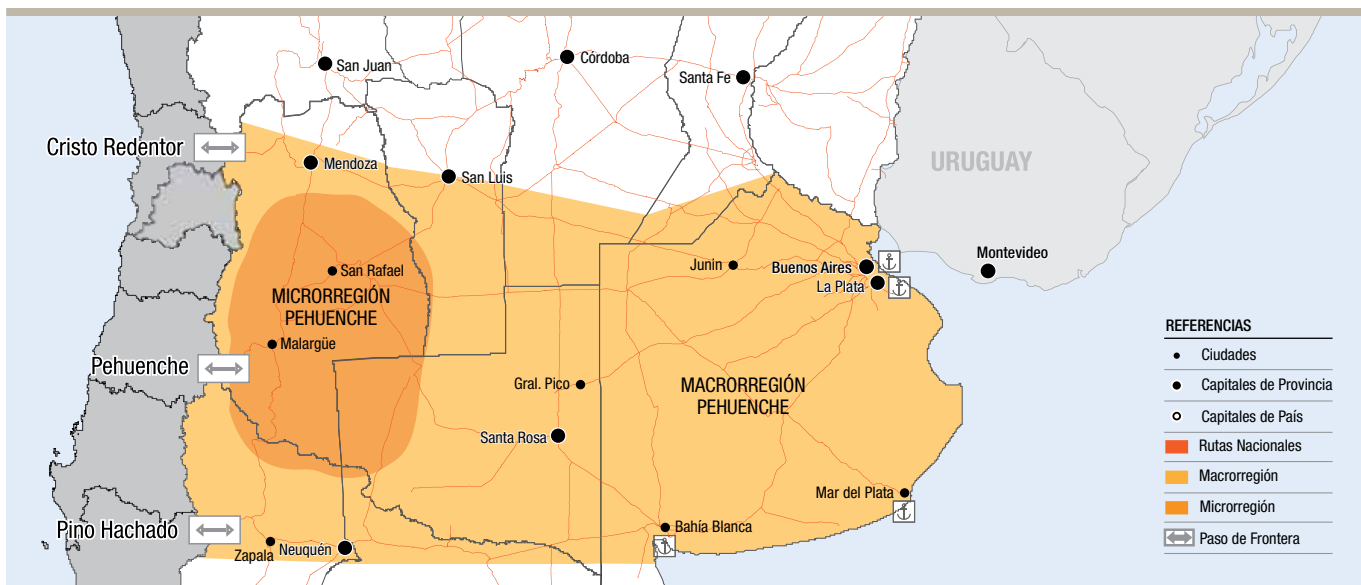 San Juan
Córdoba
Santa Fe
Cristo Redentor
Mendoza
San Luis
URUGUAY
Montevideo
San Rafael
Junin
Buenos Aires
La Plata
MICRORREGIÓN
PEHUENCHE
Malargüe
Pehuenche
Gral. Pico
MACRORREGIÓN
PEHUENCHE
Santa Rosa
Mar del Plata
Bahía Blanca
Pino Hachado
Zapala
Neuquén
REFERENCIAS
Ciudades
Capitales de Provincia
Capitales de País
Rutas Nacionales
Macrorregión
Microrregión
Paso de Frontera